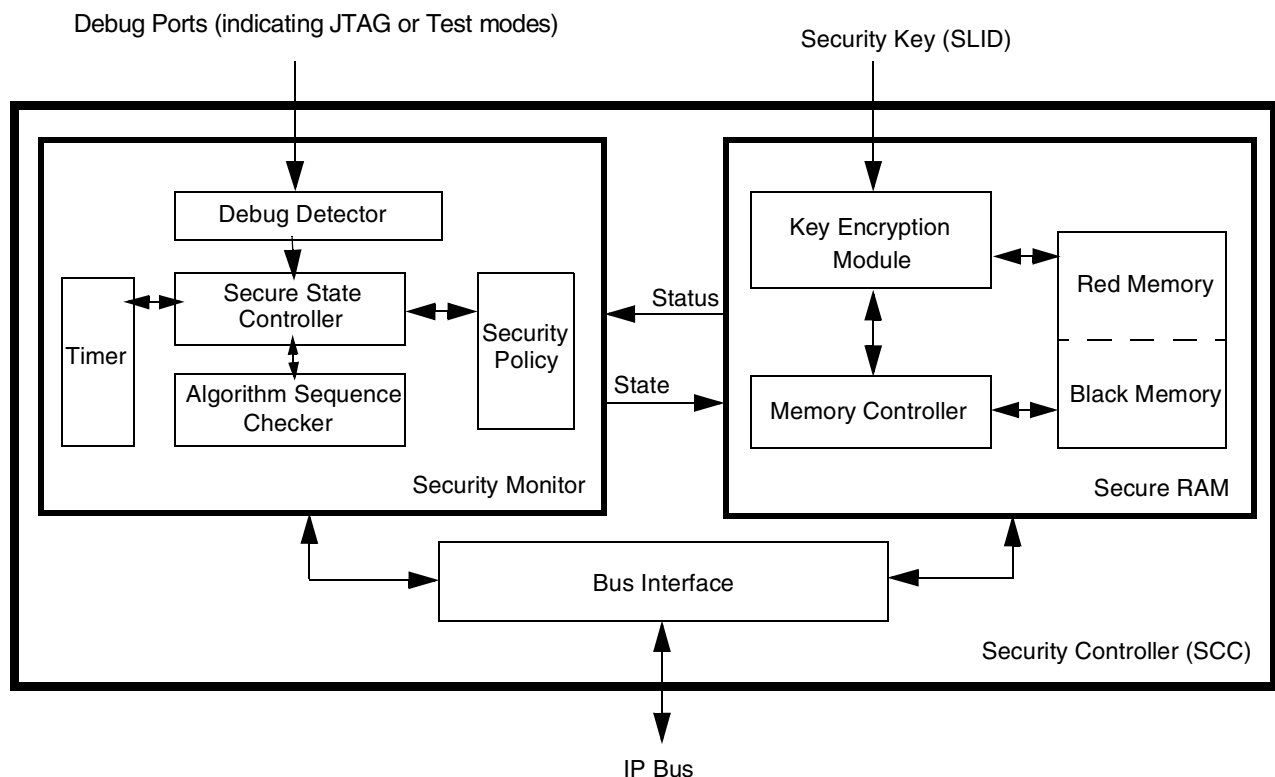 Debug Ports (indicating JTAG or Test modes)
Security Key (SLID)
Debug Detector
Secure State
Controller
Timer
Security
Policy
Algorithm Sequence
Checker
Security Monitor
Status
State
Key Encryption
Module
Red Memory
Black Memory
Memory Controller
Secure RAM
Bus Interface
Security Controller (SCC)
IP Bus